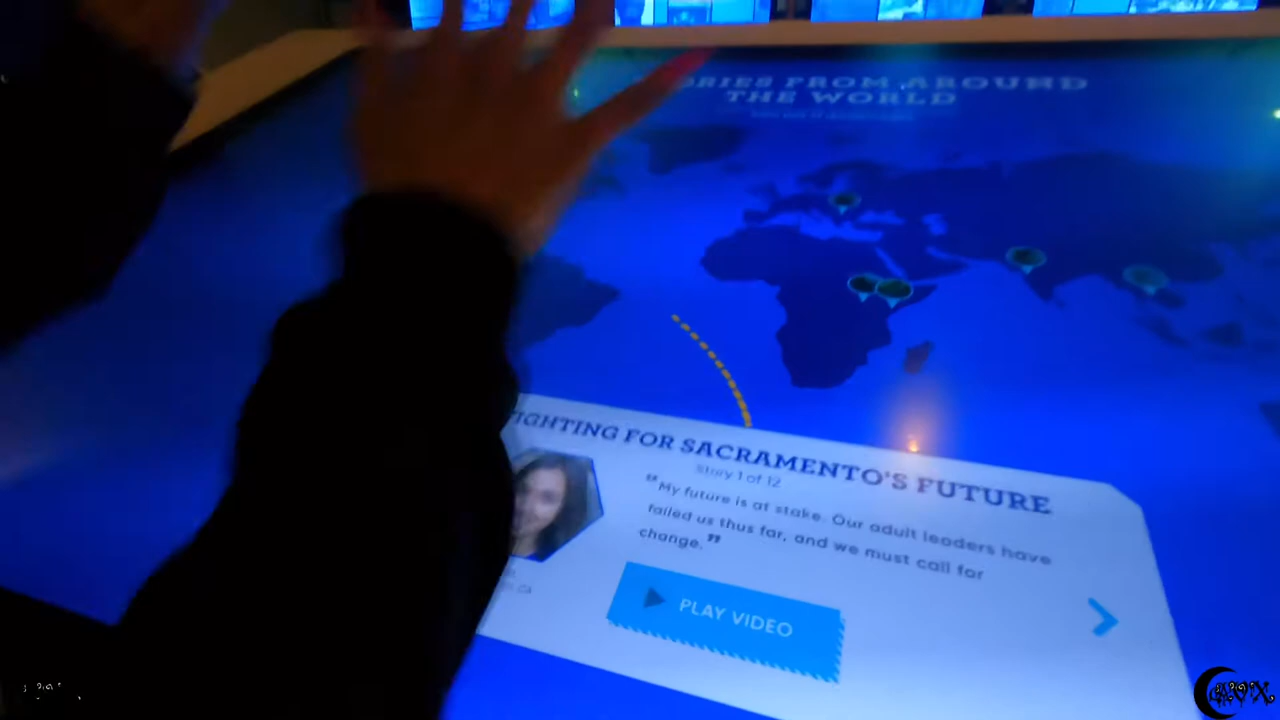 ORIES FROM AROUND
THE WORLD
FIGHTING FOR SACRAMENTO'S FUTURE
Story 1 of 12
"My future is at stake. Our adult leaders have
failed us thus far, and we must call for
change."
, CA
PLAY VIDEO